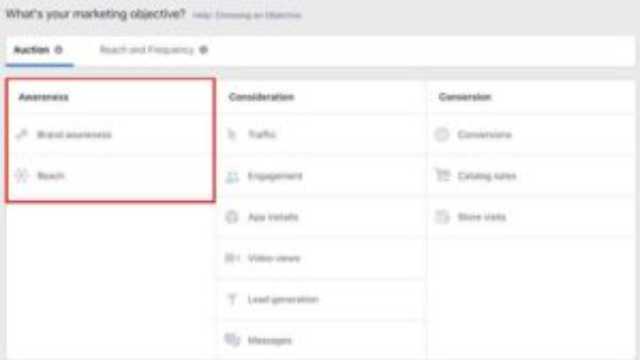 What's your marketing objective? Help: Choosing an Objective
Auction Reach and Frequency
Awareness Consideration Conversion
Brand awareness Traffic Conversions
Reach Engagement Catalog sales
App installs Store visits
Video views
Lead generation
Messages